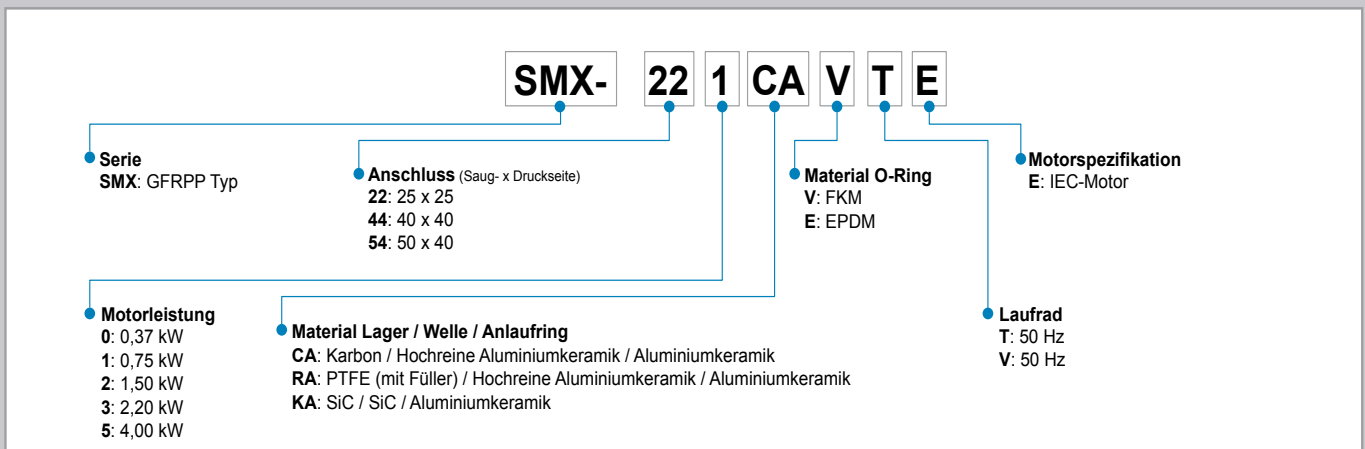 SMX- 22 1 CA V T E
Serie
SMX: GFRPP Typ
Anschluss (Saug- x Druckseite)
22: 25 x 25
44: 40 x 40
54: 50 x 40
Material O-Ring
V: FKM
E: EPDM
Motorspezifikation
E: IEC-Motor
Motorleistung
0: 0,37 kW
1: 0,75 kW
2: 1,50 kW
3: 2,20 kW
5: 4,00 kW
Material Lager / Welle / Anlaufring
CA: Karbon / Hochreine Aluminiumkeramik / Aluminiumkeramik
RA: PTFE (mit Füller) / Hochreine Aluminiumkeramik / Aluminiumkeramik
KA: SiC / SiC / Aluminiumkeramik
Laufrad
T: 50 Hz
V: 50 Hz